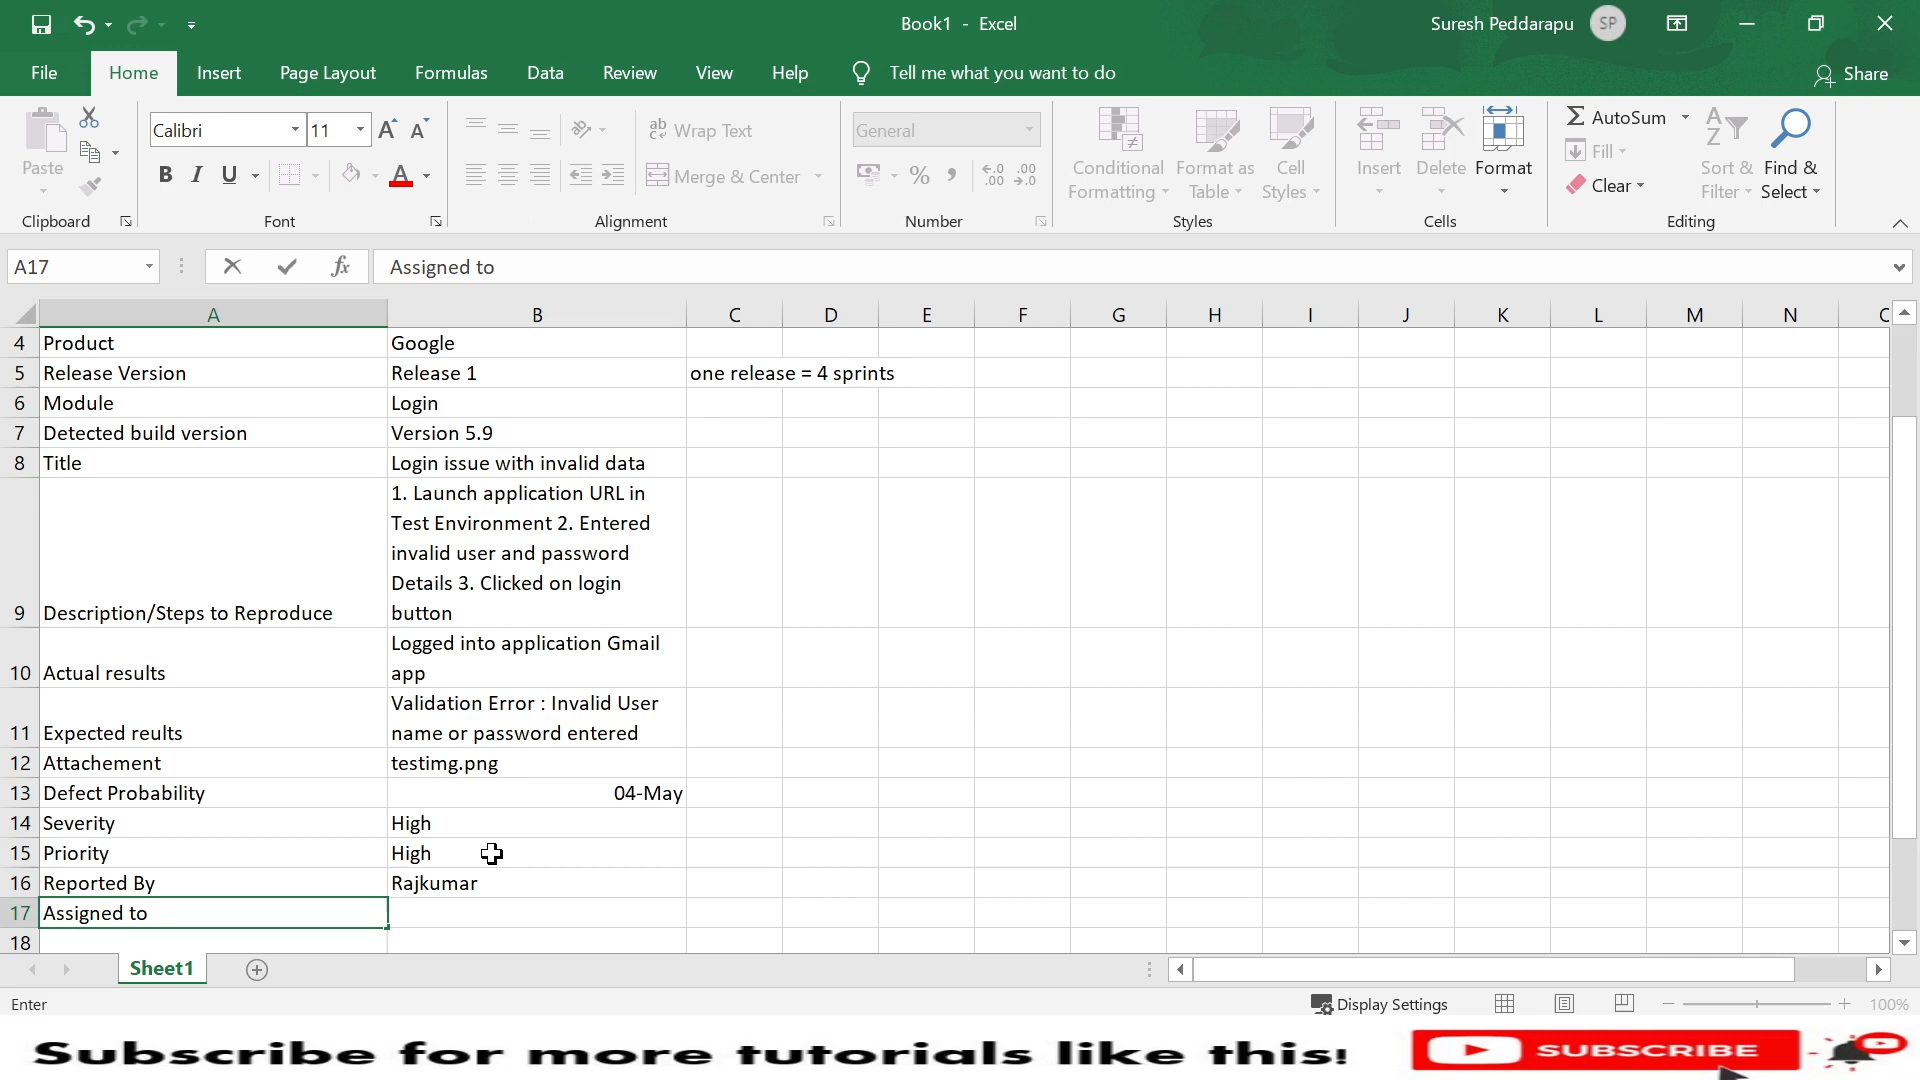 Book1 - Excel
Suresh Peddarapu SP
File Home Insert Page Layout Formulas Data Review View Help Tell me what you want to do Share
Calibri 11 ab Wrap Text General AutoSum
Paste Conditional Formatting Format as Table Cell Styles Insert Delete Format Fill Sort & Filter Find & Select
B I U A Merge & Center % Clear
Clipboard Font Alignment Number Styles Cells Editing
A17 fx Assigned to
A B C D E F G H I J K L M N
4 Product Google
5 Release Version Release 1 one release = 4 sprints
6 Module Login
7 Detected build version Version 5.9
8 Title Login issue with invalid data
1. Launch application URL in
Test Environment 2. Entered
invalid user and password
Details 3. Clicked on login
9 Description/Steps to Reproduce button
Logged into application Gmail
10 Actual results app
Validation Error : Invalid User
11 Expected reults name or password entered
12 Attachement testimg.png
13 Defect Probability 04-May
14 Severity High
15 Priority High
16 Reported By Rajkumar
17 Assigned to
18
Sheet1
Enter Display Settings 100%
Subscribe for more tutorials like this! SUBSCRIBE